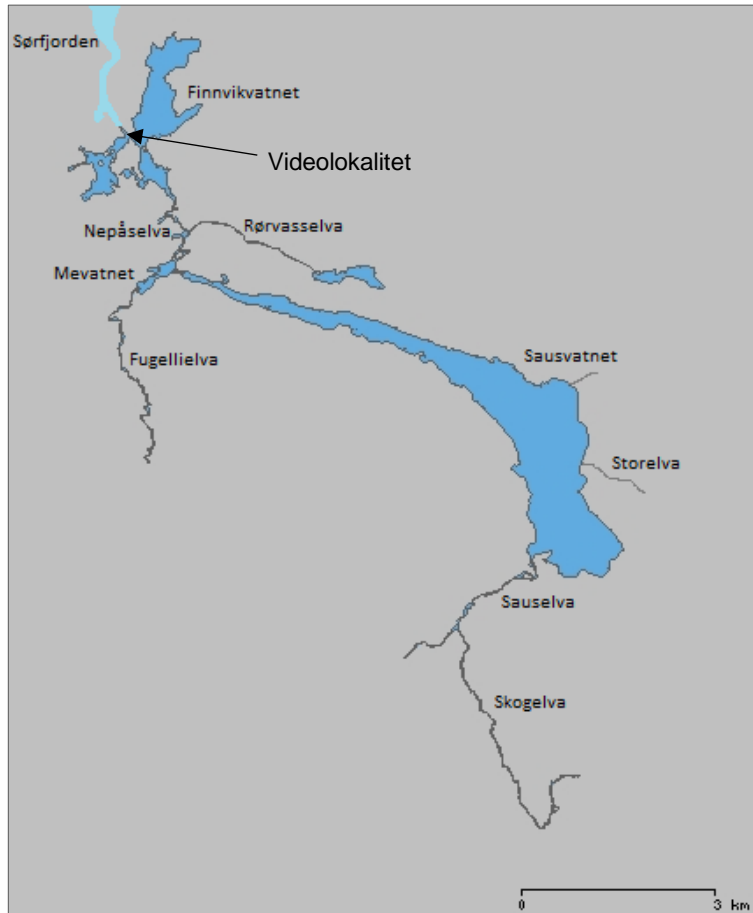 Sørfjorden
Finnvikvatnet
Videolokalitet
Nepåselva
Rørvasselva
Mevatnet
Fugellielva
Sausvatnet
Storelva
Sauselva
Skogelva
0 3 km